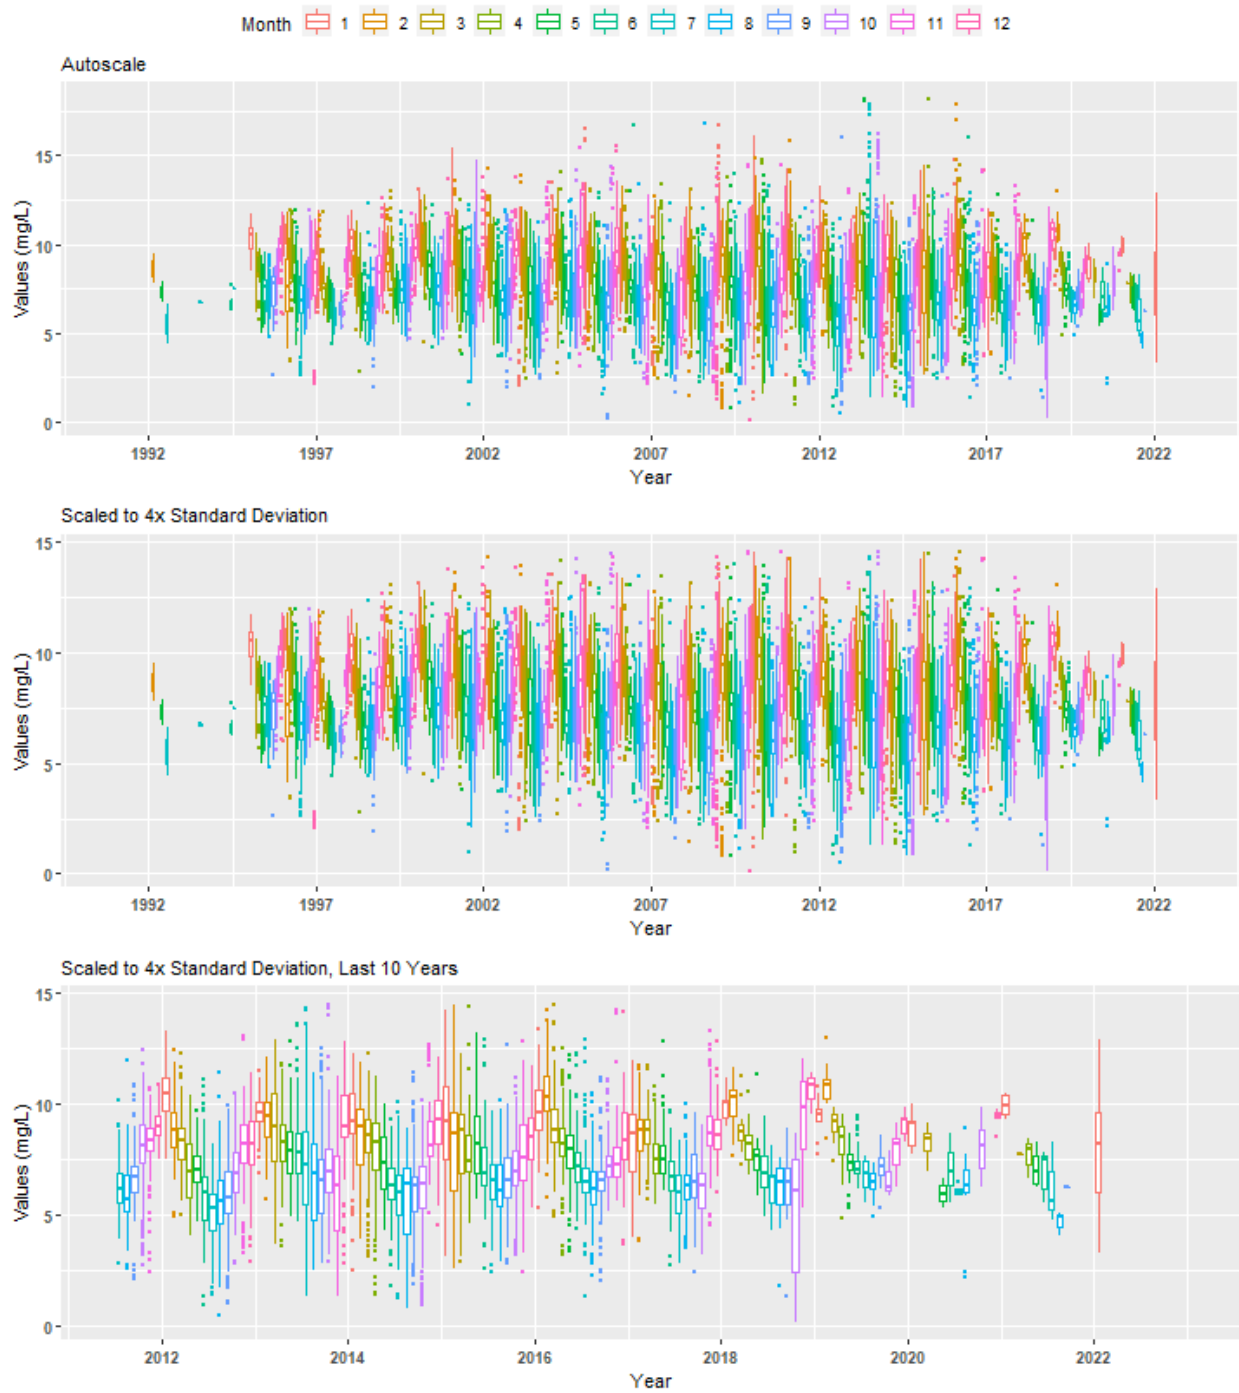 Month 1 2 3 4 5 6 7 8 9 10 11 12
Autoscale
15
10
5
0
Values (mg/L)
1992 1997 2002 2007 2012 2017 2022
Year
Scaled to 4x Standard Deviation
15
10
5
0
Values (mg/L)
1992 1997 2002 2007 2012 2017 2022
Year
Scaled to 4x Standard Deviation, Last 10 Years
15
10
5
0
Values (mg/L)
2012 2014 2016 2018 2020 2022
Year